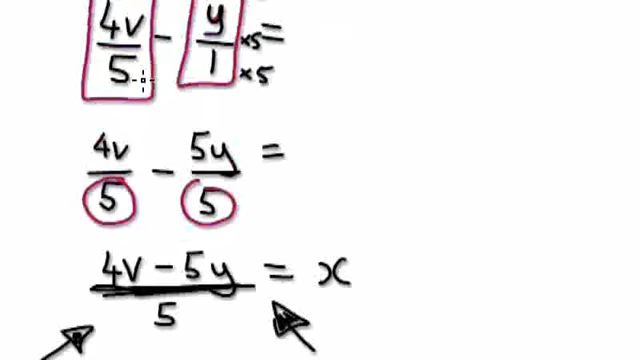 4v/5 - y/1 ×5 =
×5
4v/5 - 5y/5 =
4v - 5y/5 = x